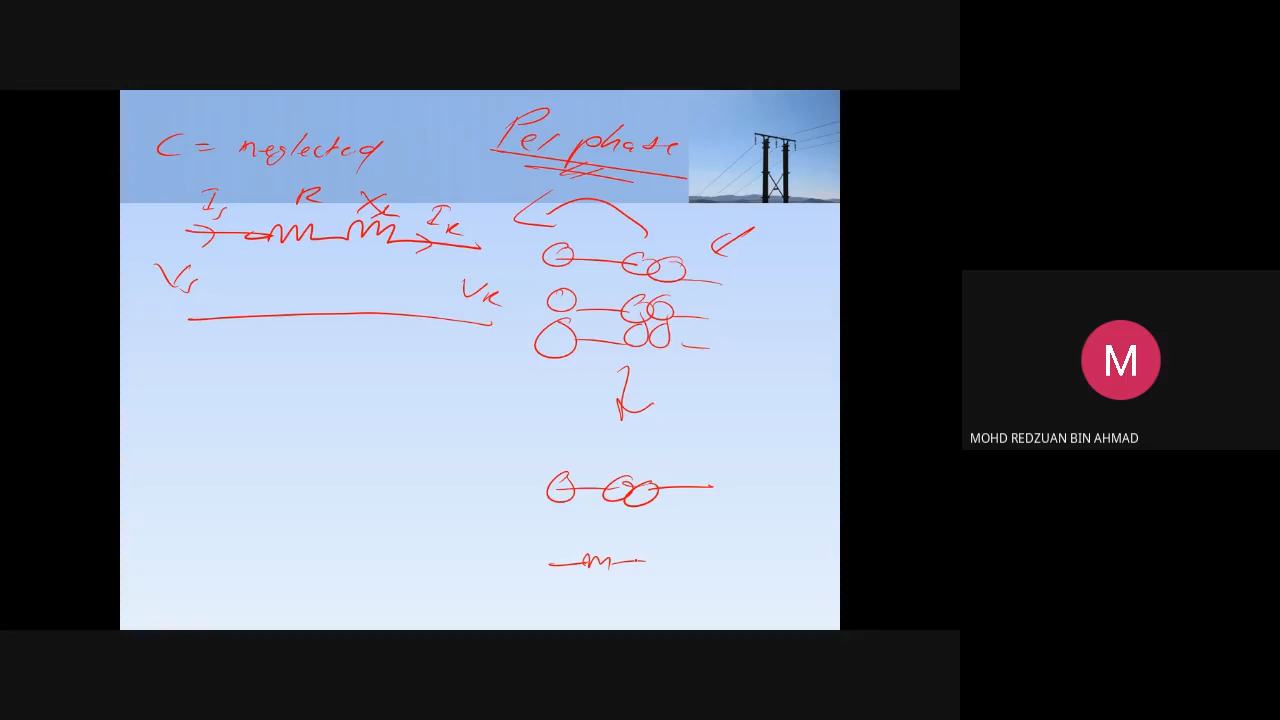 C = neglected
Per phase
Is R XL IR
Vs VR
M
MOHD REDZUAN BIN AHMAD